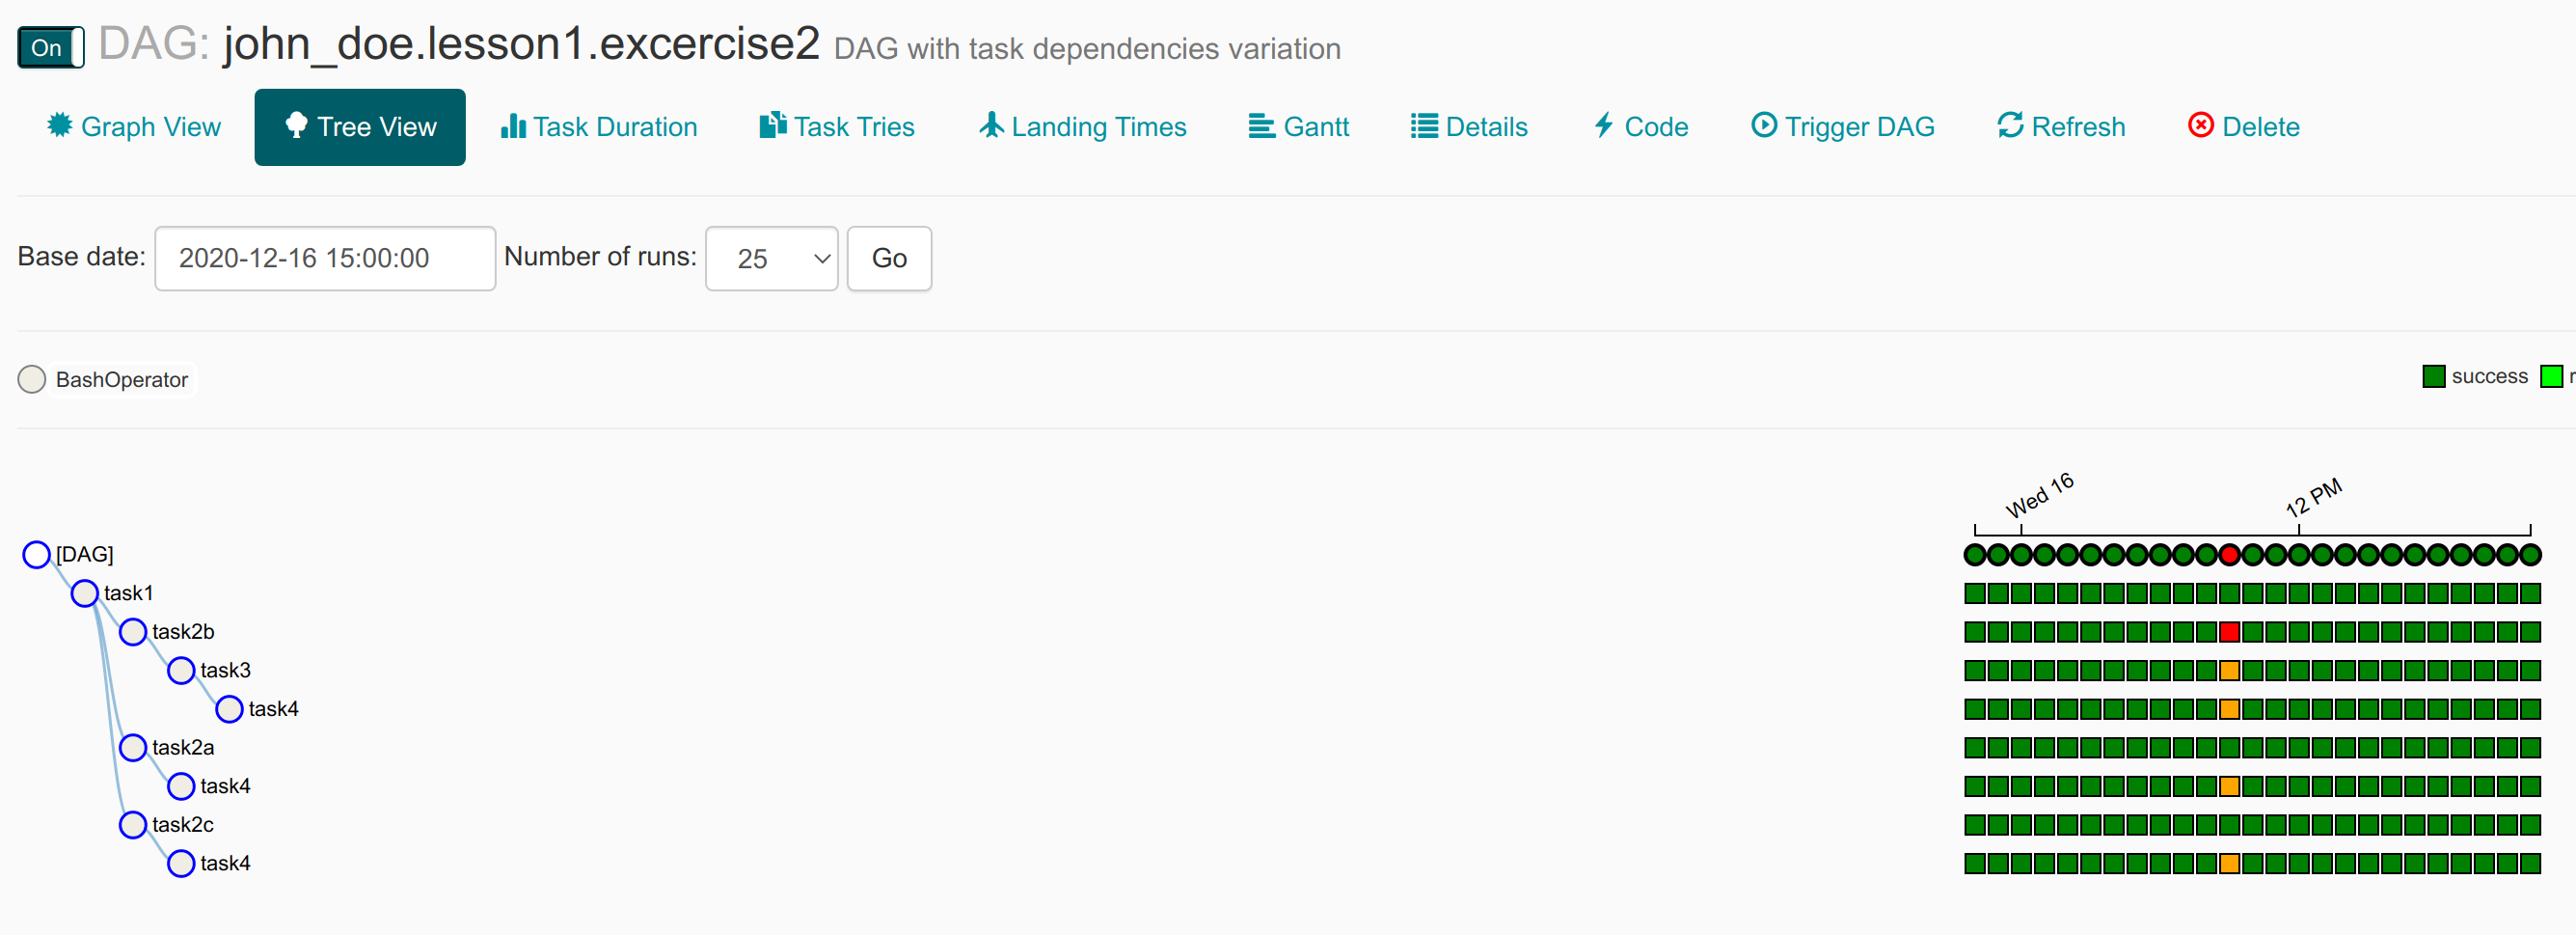 On DAG: john_doe.lesson1.excercise2 DAG with task dependencies variation
Graph View Tree View Task Duration Task Tries Landing Times Gantt Details Code Trigger DAG Refresh Delete
Base date: 2020-12-16 15:00:00 Number of runs: 25 Go
BashOperator success r
Wed 16 12 PM
[DAG]
task1
task2b
task3
task4
task2a
task4
task2c
task4